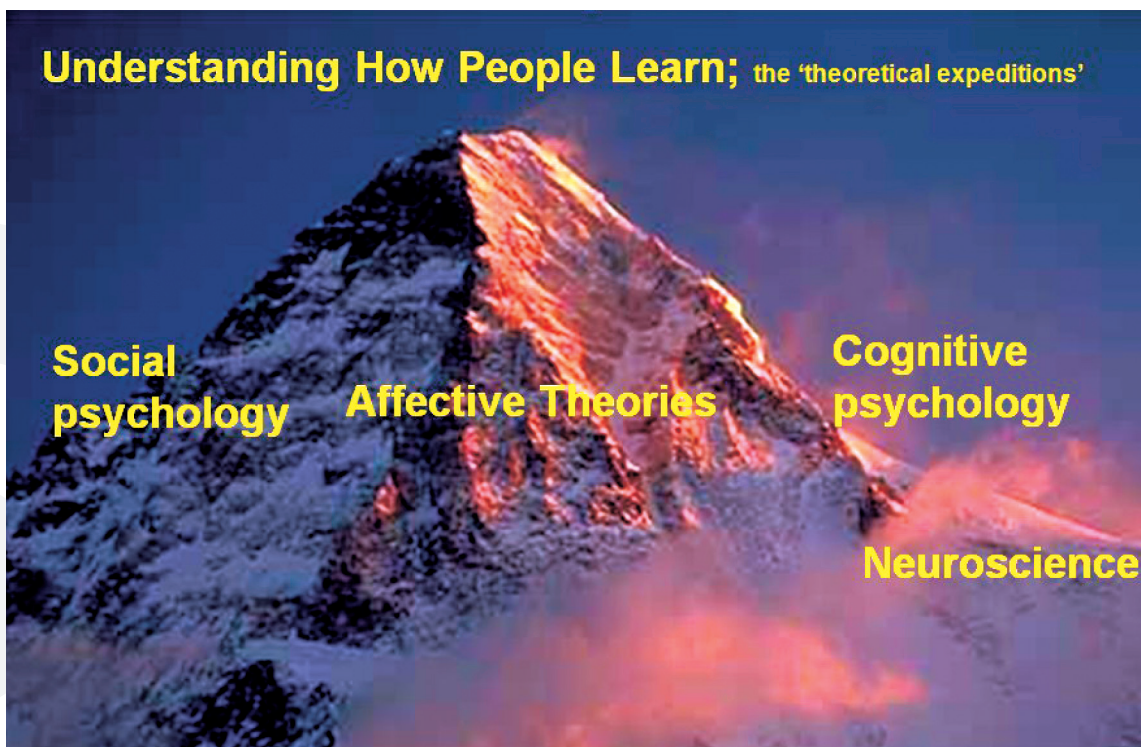 Understanding How People Learn; the 'theoretical expeditions'
Social
psychology
Affective Theories
Cognitive
psychology
Neuroscience